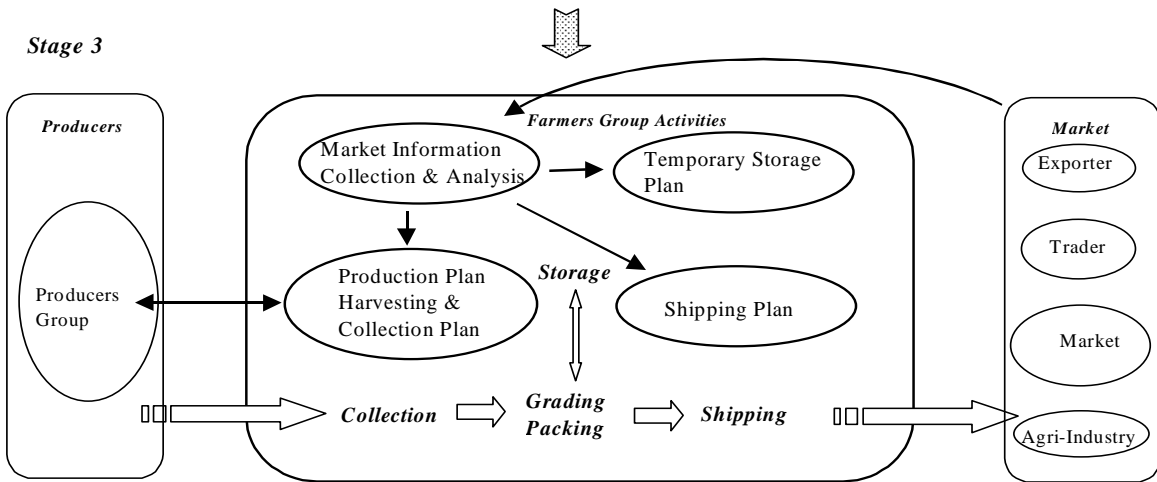 Stage 3
Producers
Producers
Group
Farmers Group Activities
Market Information
Collection & Analysis
Temporary Storage
Plan
Production Plan
Harvesting &
Collection Plan
Storage
Shipping Plan
Collection
Grading
Packing
Shipping
Market
Exporter
Trader
Market
Agri-Industry